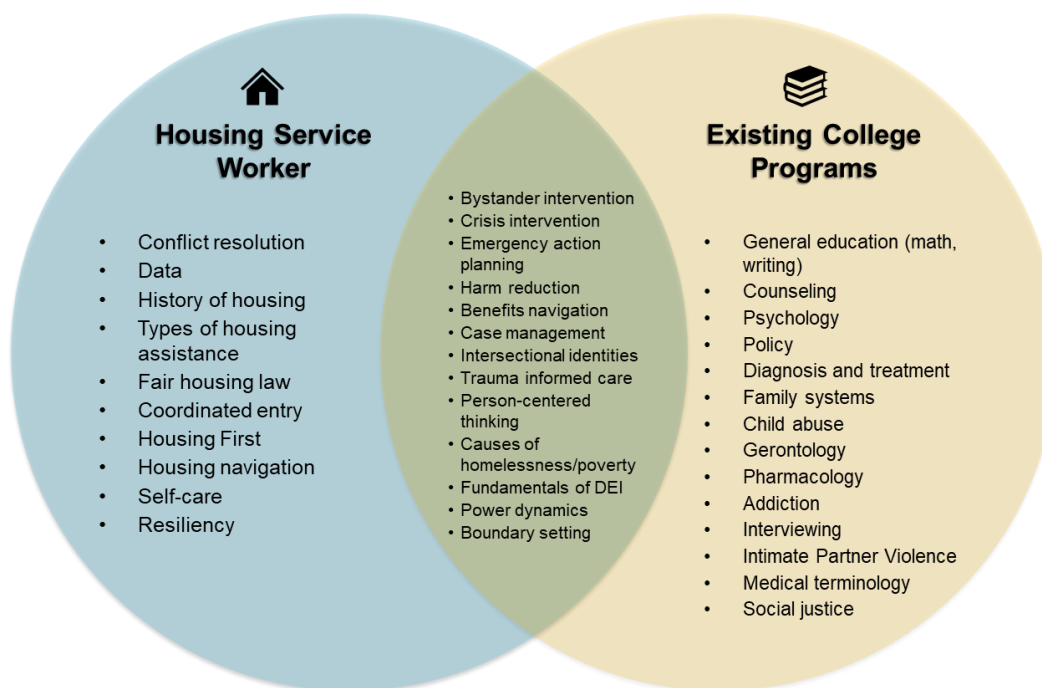 Housing Service
Worker
• Conflict resolution
• Data
• History of housing
• Types of housing
assistance
• Fair housing law
• Coordinated entry
• Housing First
• Housing navigation
• Self-care
• Resiliency
• Bystander intervention
• Crisis intervention
• Emergency action
planning
• Harm reduction
• Benefits navigation
• Case management
• Intersectional identities
• Trauma informed care
• Person-centered
thinking
• Causes of
homelessness/poverty
• Fundamentals of DEI
• Power dynamics
• Boundary setting
Existing College
Programs
• General education (math,
writing)
• Counseling
• Psychology
• Policy
• Diagnosis and treatment
• Family systems
• Child abuse
• Gerontology
• Pharmacology
• Addiction
• Interviewing
• Intimate Partner Violence
• Medical terminology
• Social justice